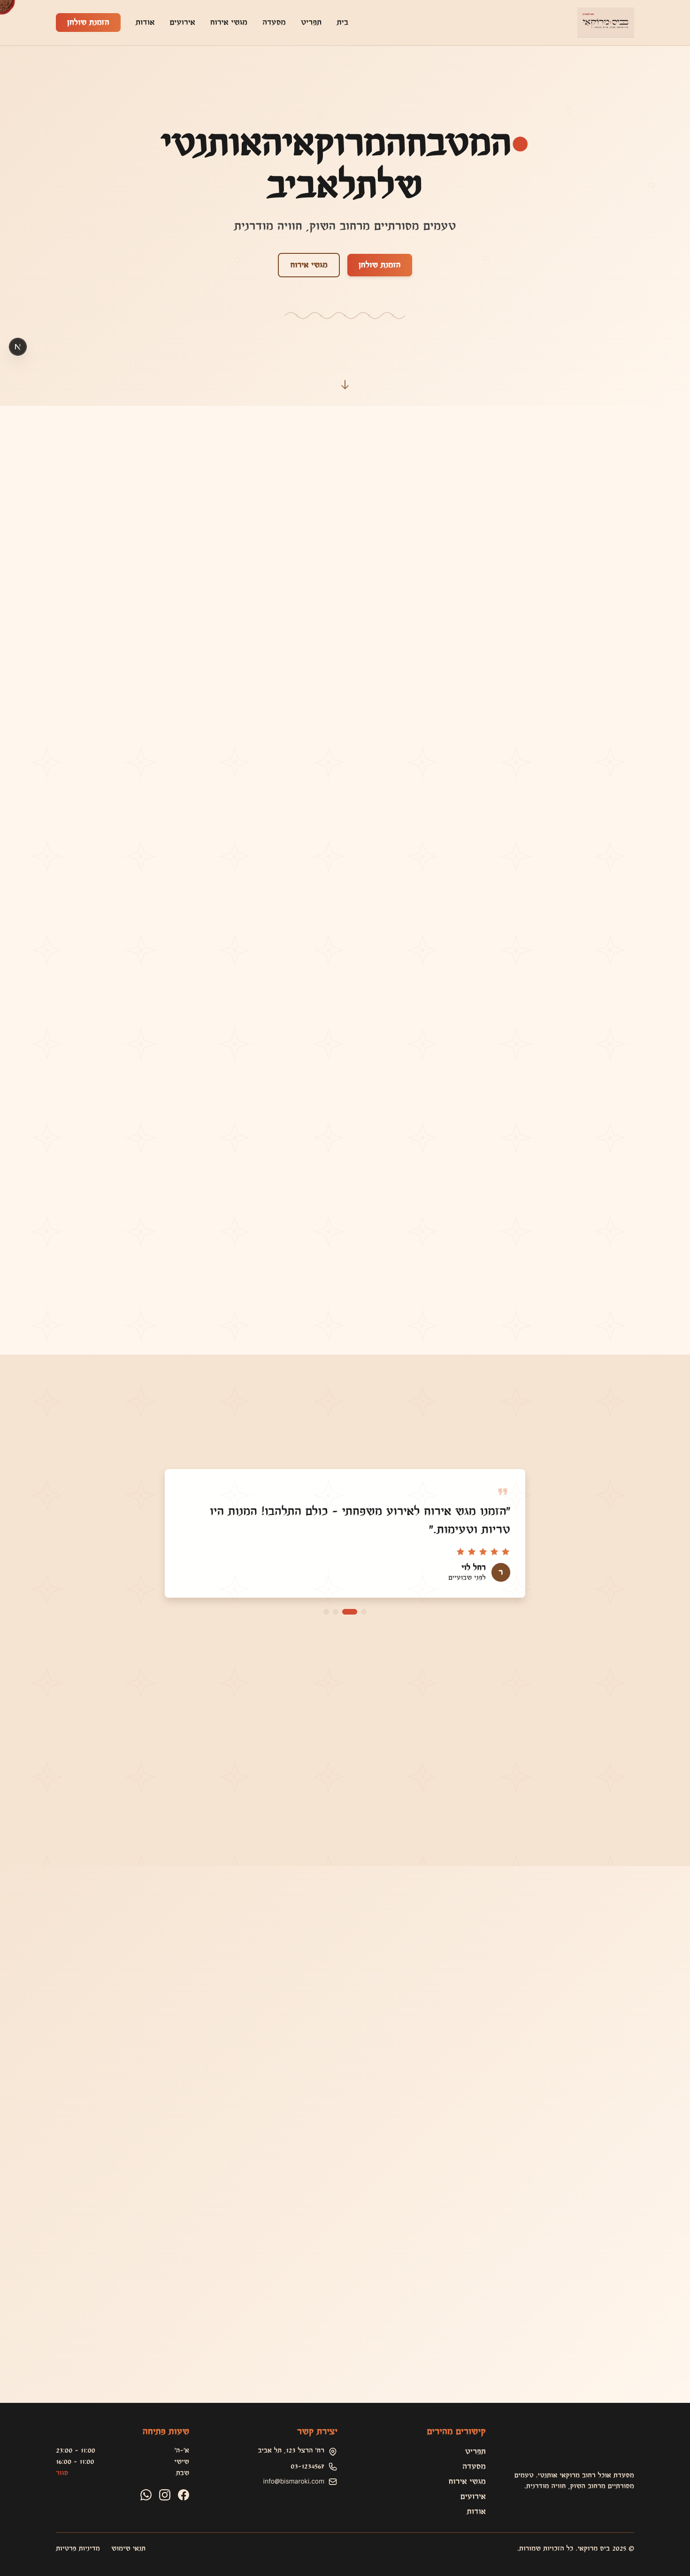 ביס מרוקאי
בית
תפריט
מסעדה
מגשי אירוח
אירועים
אודות
הזמנת שולחן
המטבחהמרוקאיהאותנטי
שלתלאביב
טעמים מסורתיים מרחוב השוק, חוויה מודרנית
הזמנת שולחן
מגשי אירוח
N
"הזמנו מגש אירוח לאירוע משפחתי - כולם התלהבו! המנות היו
טריות וטעימות."
ר
רחל לוי
לפני שבועיים
מסעדת אוכל רחוב מרוקאי אותנטי. טעמים
מסורתיים מרחוב השוק, חוויה מודרנית.
קישורים מהירים
תפריט
מסעדה
מגשי אירוח
אירועים
אודות
יצירת קשר
רח' הרצל 123, תל אביב
03-1234567
info@bismaroki.com
שעות פתיחה
א'-ה' 11:00 - 23:00
שישי 11:00 - 16:00
שבת סגור
© 2025 ביס מרוקאי. כל הזכויות שמורות.
תנאי שימוש
מדיניות פרטיות